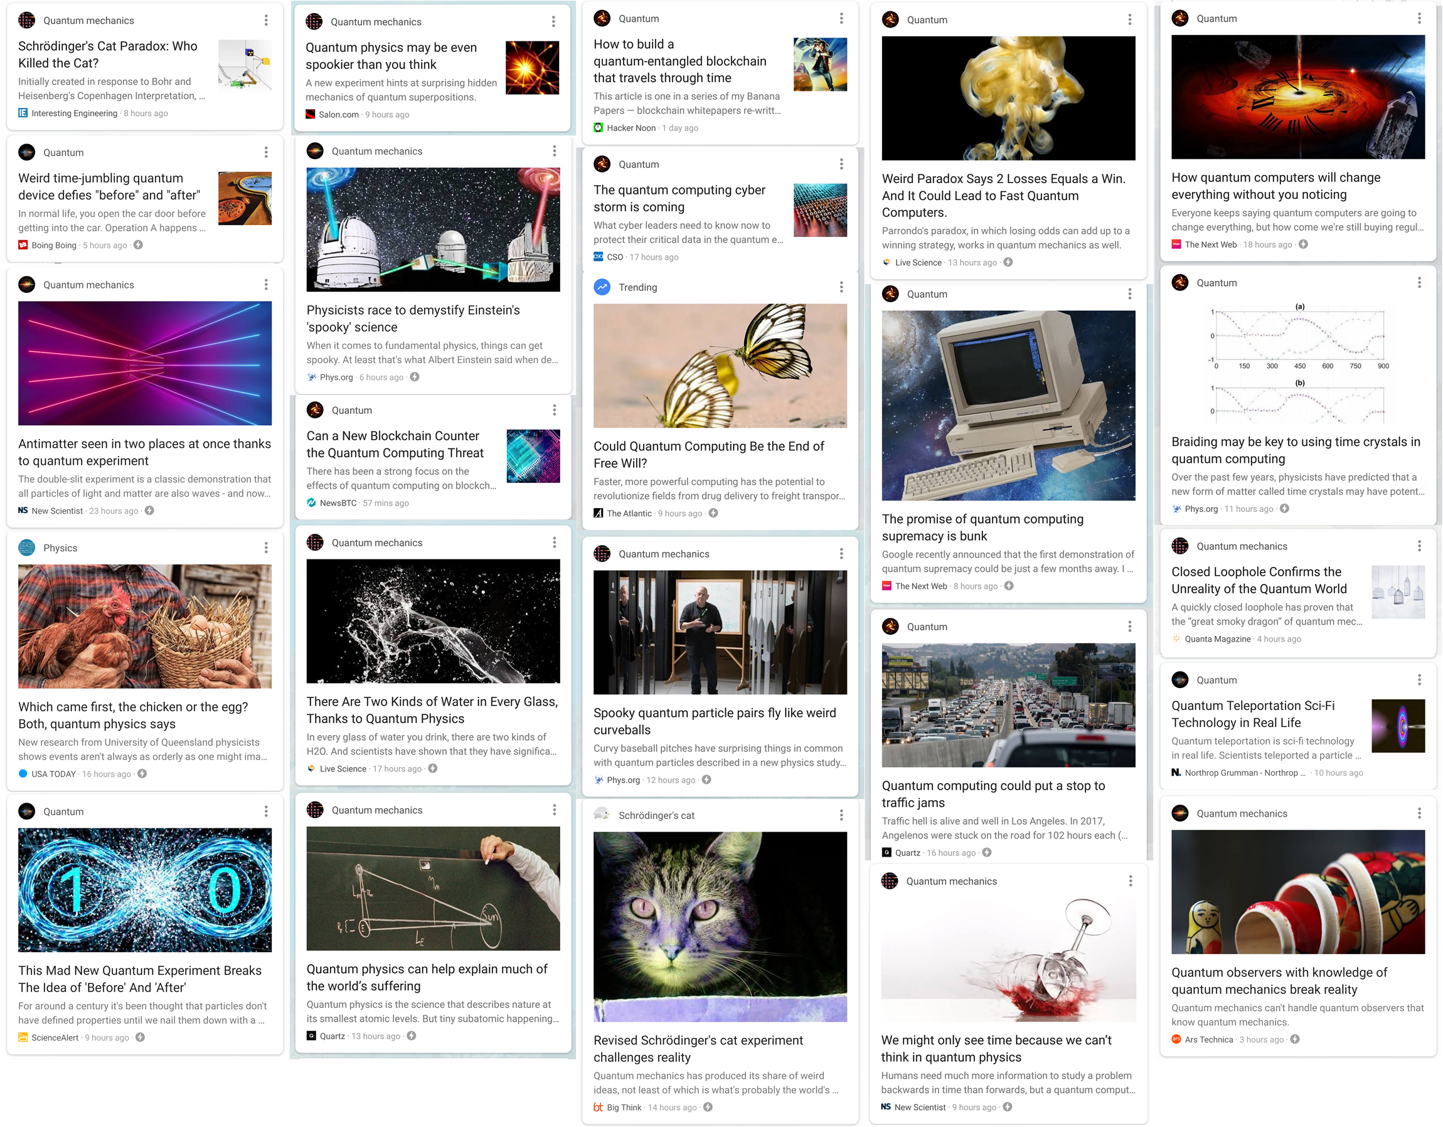 Quantum mechanics
Schrödinger's Cat Paradox: Who
Killed the Cat?
Initially created in response to Bohr and
Heisenberg's Copenhagen Interpretation, ...
Interesting Engineering · 8 hours ago
Quantum
Weird time-jumbling quantum
device defies "before" and "after"
In normal life, you open the car door before
getting into the car. Operation A happens ...
Boing Boing · 5 hours ago ·
Quantum mechanics
Antimatter seen in two places at once thanks
to quantum experiment
The double-slit experiment is a classic demonstration that
all particles of light and matter are also waves - and now...
NS New Scientist · 23 hours ago ·
Physics
Which came first, the chicken or the egg?
Both, quantum physics says
New research from University of Queensland physicists
shows events aren't always as orderly as one might ima...
USA TODAY · 16 hours ago ·
Quantum
1 0
This Mad New Quantum Experiment Breaks
The Idea of 'Before' And 'After'
For around a century it's been thought that particles don't
have defined properties until we nail them down with a ...
ScienceAlert · 9 hours ago ·
Quantum mechanics
Quantum physics may be even
spookier than you think
A new experiment hints at surprising hidden
mechanics of quantum superpositions.
Salon.com · 9 hours ago
Quantum mechanics
Physicists race to demystify Einstein's
'spooky' science
When it comes to fundamental physics, things can get
spooky. At least that's what Albert Einstein said when de...
Phys.org · 6 hours ago ·
Quantum
Can a New Blockchain Counter
the Quantum Computing Threat
There has been a strong focus on the
effects of quantum computing on blockch...
NewsBTC · 57 mins ago
Quantum mechanics
There Are Two Kinds of Water in Every Glass,
Thanks to Quantum Physics
In every glass of water you drink, there are two kinds of
H2O. And scientists have shown that they have significa...
Live Science · 17 hours ago ·
Quantum mechanics
Sun
Quantum physics can help explain much of
the world's suffering
Quantum physics is the science that describes nature at
its smallest atomic levels. But tiny subatomic happening...
Quartz · 13 hours ago ·
Quantum
How to build a
quantum-entangled blockchain
that travels through time
This article is one in a series of my Banana
Papers — blockchain whitepapers re-writt...
Hacker Noon · 1 day ago
Quantum
The quantum computing cyber
storm is coming
What cyber leaders need to know now to
protect their critical data in the quantum e...
CSO CSO · 17 hours ago
Trending
Could Quantum Computing Be the End of
Free Will?
Faster, more powerful computing has the potential to
revolutionize fields from drug delivery to freight transpor...
The Atlantic · 9 hours ago ·
Quantum mechanics
Spooky quantum particle pairs fly like weird
curveballs
Curvy baseball pitches have surprising things in common
with quantum particles described in a new physics study...
Phys.org · 12 hours ago ·
Schrödinger's cat
Revised Schrödinger's cat experiment
challenges reality
Quantum mechanics has produced its share of weird
ideas, not least of which is what's probably the world's ...
bt Big Think · 14 hours ago ·
Quantum
Weird Paradox Says 2 Losses Equals a Win.
And It Could Lead to Fast Quantum
Computers.
Parrondo's paradox, in which losing odds can add up to a
winning strategy, works in quantum mechanics as well.
Live Science · 13 hours ago ·
Quantum
The promise of quantum computing
supremacy is bunk
Google recently announced that the first demonstration of
quantum supremacy could be just a few months away. I ...
The Next Web · 8 hours ago ·
Quantum
Quantum computing could put a stop to
traffic jams
Traffic hell is alive and well in Los Angeles. In 2017,
Angelenos were stuck on the road for 102 hours each (...
Quartz · 16 hours ago ·
Quantum mechanics
We might only see time because we can't
think in quantum physics
Humans need much more information to study a problem
backwards in time than forwards, but a quantum comput...
NS New Scientist · 9 hours ago ·
Quantum
How quantum computers will change
everything without you noticing
Everyone keeps saying quantum computers are going to
change everything, but how come we're still buying regul...
The Next Web · 18 hours ago ·
Quantum
(a)
1
0
-1
0 150 300 450 600 750 900
(b)
1
0
Braiding may be key to using time crystals in
quantum computing
Over the past few years, physicists have predicted that a
new form of matter called time crystals may have potent...
Phys.org · 11 hours ago ·
Quantum mechanics
Closed Loophole Confirms the
Unreality of the Quantum World
A quickly closed loophole has proven that
the "great smoky dragon" of quantum mec...
Quanta Magazine · 4 hours ago
Quantum
Quantum Teleportation Sci-Fi
Technology in Real Life
Quantum teleportation is sci-fi technology
in real life. Scientists teleported a particle ...
N. Northrop Grumman - Northrop ... · 10 hours ago
Quantum mechanics
Quantum observers with knowledge of
quantum mechanics break reality
Quantum mechanics can't handle quantum observers that
know quantum mechanics.
ars Ars Technica · 3 hours ago ·